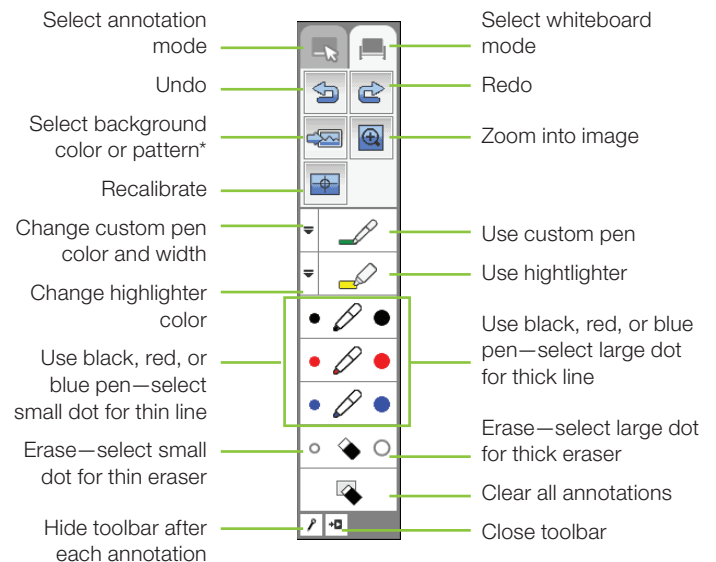 Select annotation
mode
Undo
Select background
color or pattern*
Recalibrate
Change custom pen
color and width
Change highlighter
color
Use black, red, or
blue pen—select
small dot for thin line
Erase—select small
dot for thin eraser
Hide toolbar after
each annotation
Select whiteboard
mode
Redo
Zoom into image
Use custom pen
Use hightlighter
Use black, red, or blue
pen—select large dot
for thick line
Erase—select large dot
for thick eraser
Clear all annotations
Close toolbar